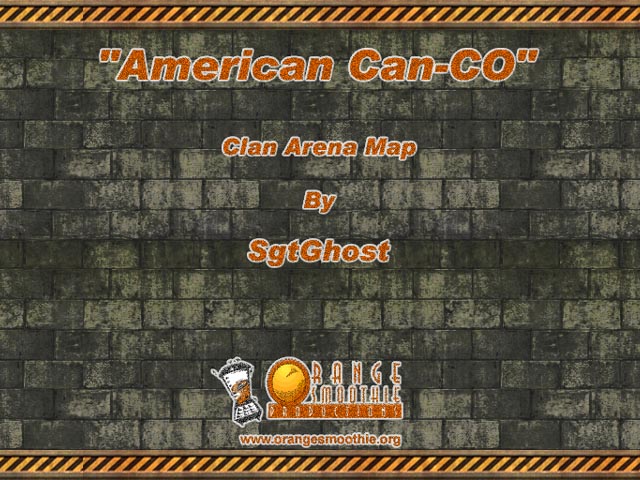 "American Can-CO"
Clan Arena Map
By
SgtGhost
ORANGE
SMOOTHIE
PRODUCTIONS
www.orangesmoothie.org